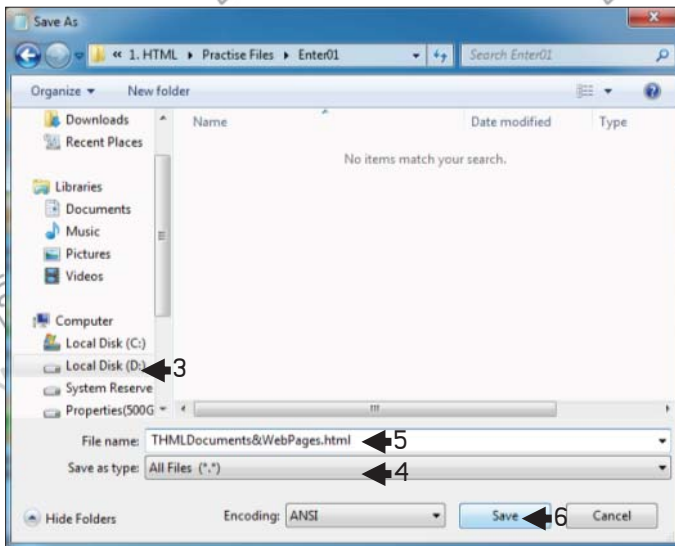 Save As
« 1. HTML ▸ Practise Files ▸ Enter01
Search Enter01
Organize
New folder
Name
Date modified
Type
No items match your search.
Downloads
Recent Places
Libraries
Documents
Music
Pictures
Videos
Computer
Local Disk (C:)
Local Disk (D:) 3
System Reserve
Properties(500G
File name: THMLDocuments&WebPages.html 5
Save as type: All Files (*.*) 4
Hide Folders
Encoding: ANSI
Save 6
Cancel